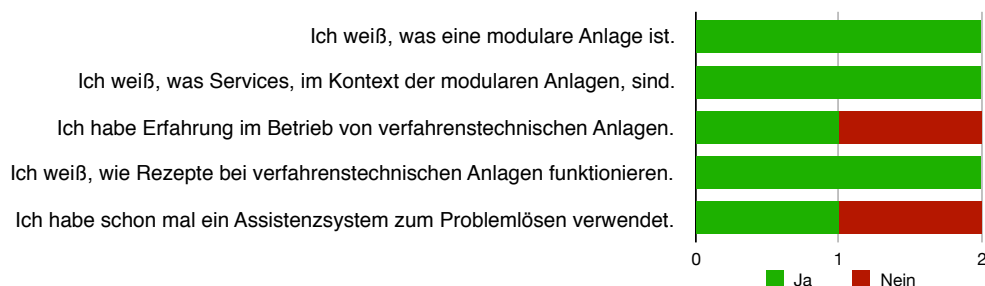 Ich weiß, was eine modulare Anlage ist.
Ich weiß, was Services, im Kontext der modularen Anlagen, sind.
Ich habe Erfahrung im Betrieb von verfahrenstechnischen Anlagen.
Ich weiß, wie Rezepte bei verfahrenstechnischen Anlagen funktionieren.
Ich habe schon mal ein Assistenzsystem zum Problemlösen verwendet.
0 1 2
Ja Nein